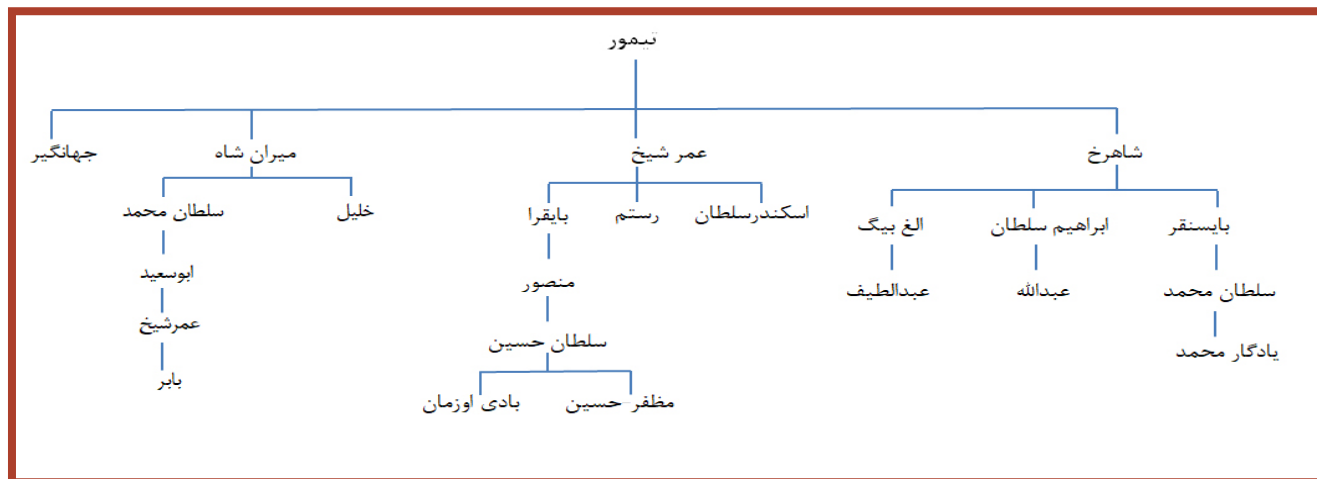 تیمور
شاهرخ
عمر شیخ
میران شاه
جهانگیر
بایسنقر
ابراهیم سلطان
الغ بیگ
اسکندرسلطان
رستم
بایقرا
خلیل
سلطان محمد
سلطان محمد
عبدالله
عبدالطیف
منصور
ابوسعید
یادگار محمد
سلطان حسین
عمرشیخ
مظفر حسین
بادی اوزمان
بابر